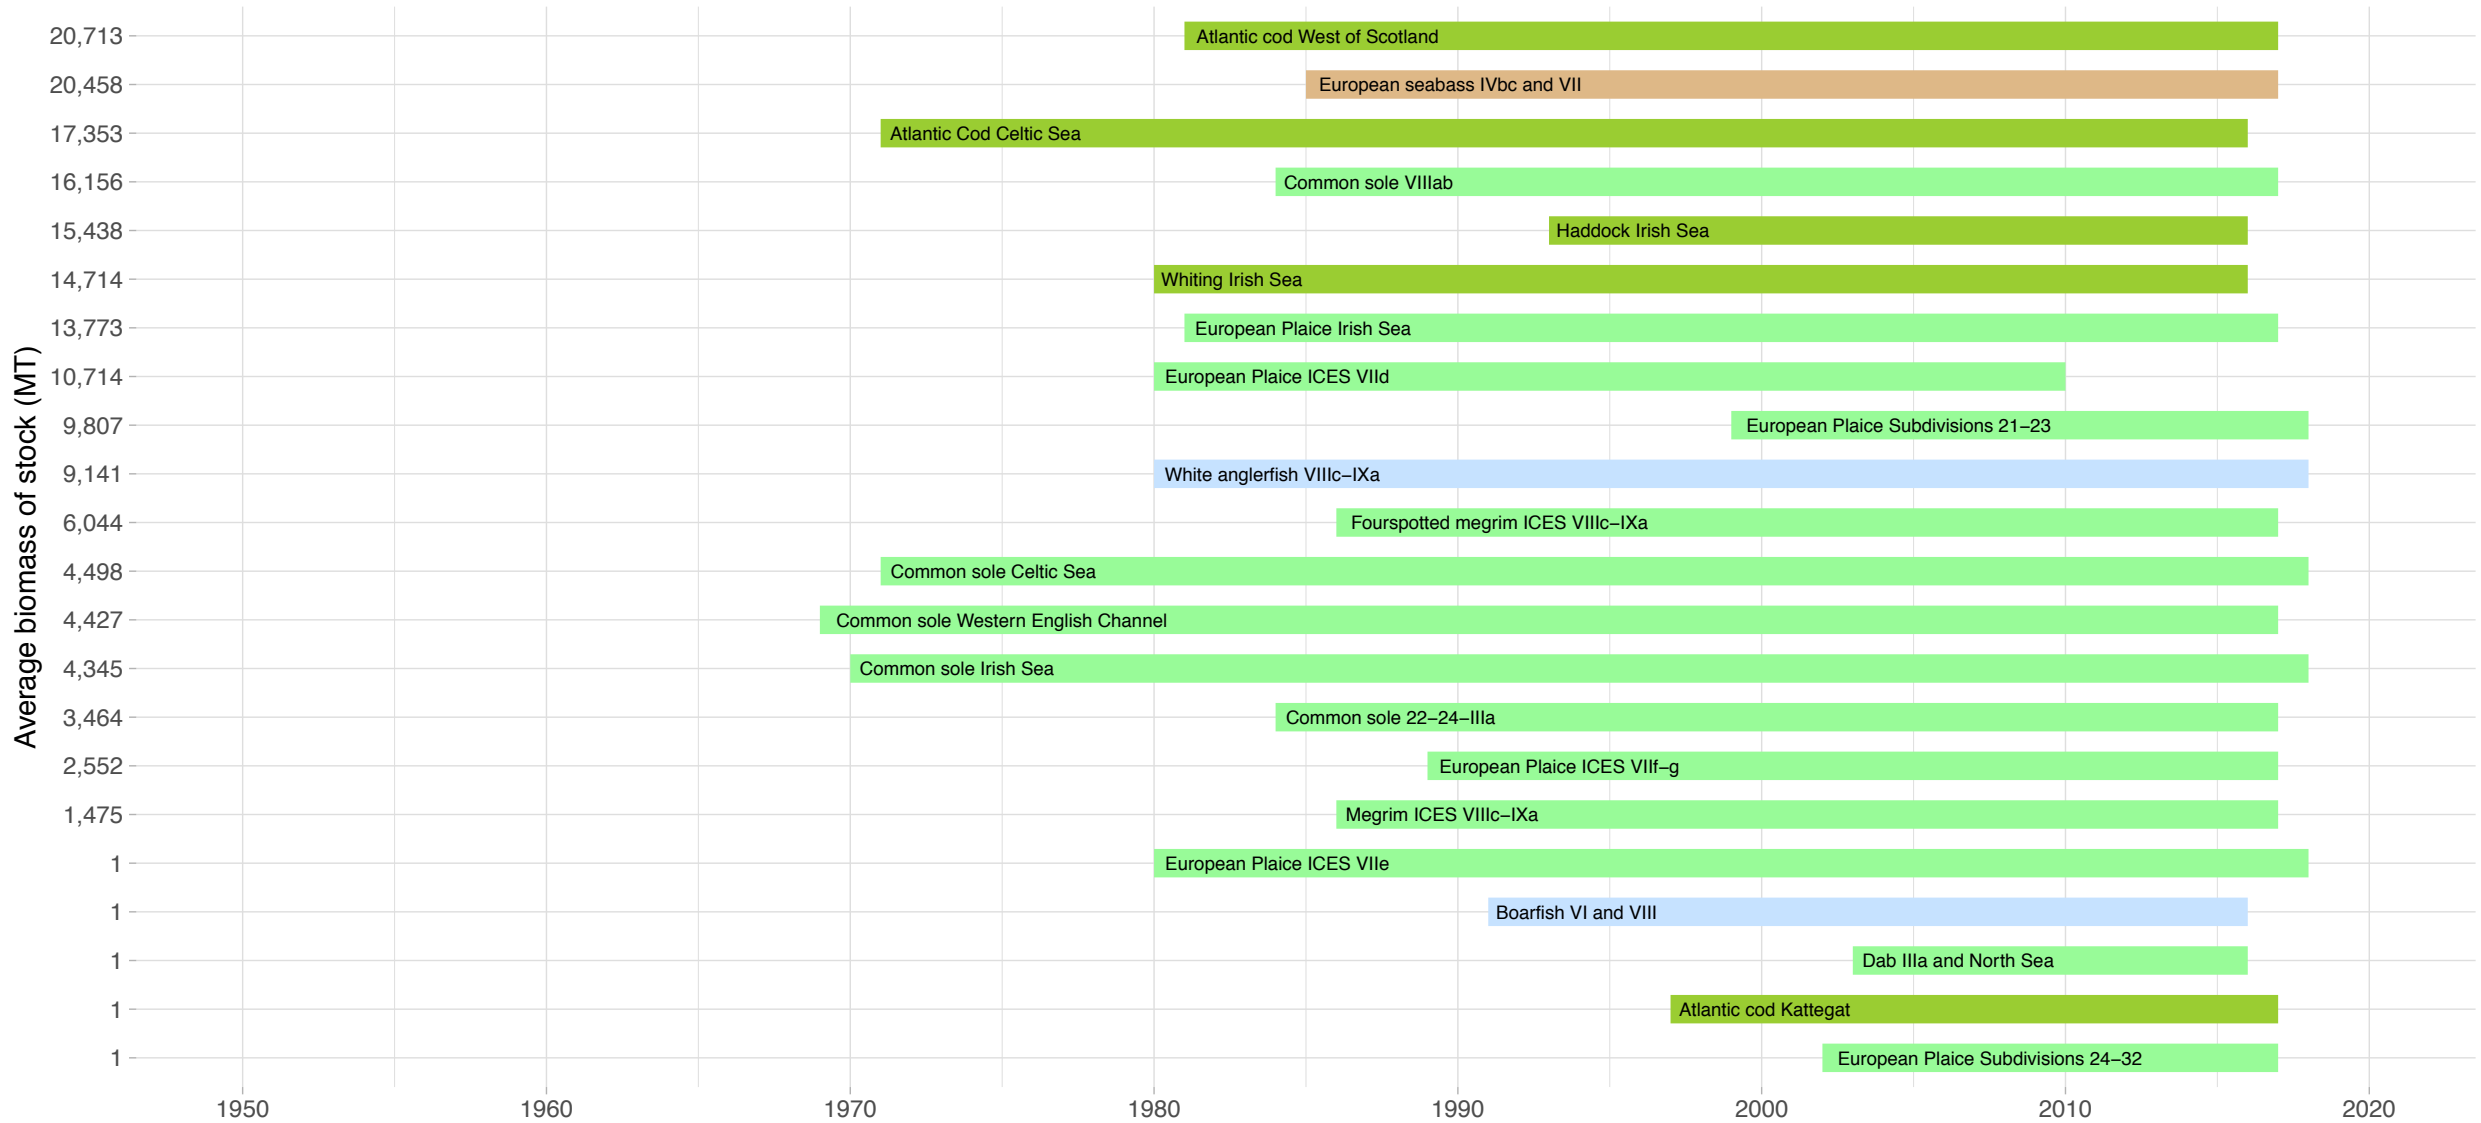 Average biomass of stock (MT)
20,713 Atlantic cod West of Scotland
20,458 European seabass IVbc and VII
17,353 Atlantic Cod Celtic Sea
16,156 Common sole VIIIab
15,438 Haddock Irish Sea
14,714 Whiting Irish Sea
13,773 European Plaice Irish Sea
10,714 European Plaice ICES VIId
9,807 European Plaice Subdivisions 21–23
9,141 White anglerfish VIIIc–IXa
6,044 Fourspotted megrim ICES VIIIc–IXa
4,498 Common sole Celtic Sea
4,427 Common sole Western English Channel
4,345 Common sole Irish Sea
3,464 Common sole 22–24–IIIa
2,552 European Plaice ICES VIIf–g
1,475 Megrim ICES VIIIc–IXa
1 European Plaice ICES VIIe
1 Boarfish VI and VIII
1 Dab IIIa and North Sea
1 Atlantic cod Kattegat
1 European Plaice Subdivisions 24–32
1950 1960 1970 1980 1990 2000 2010 2020